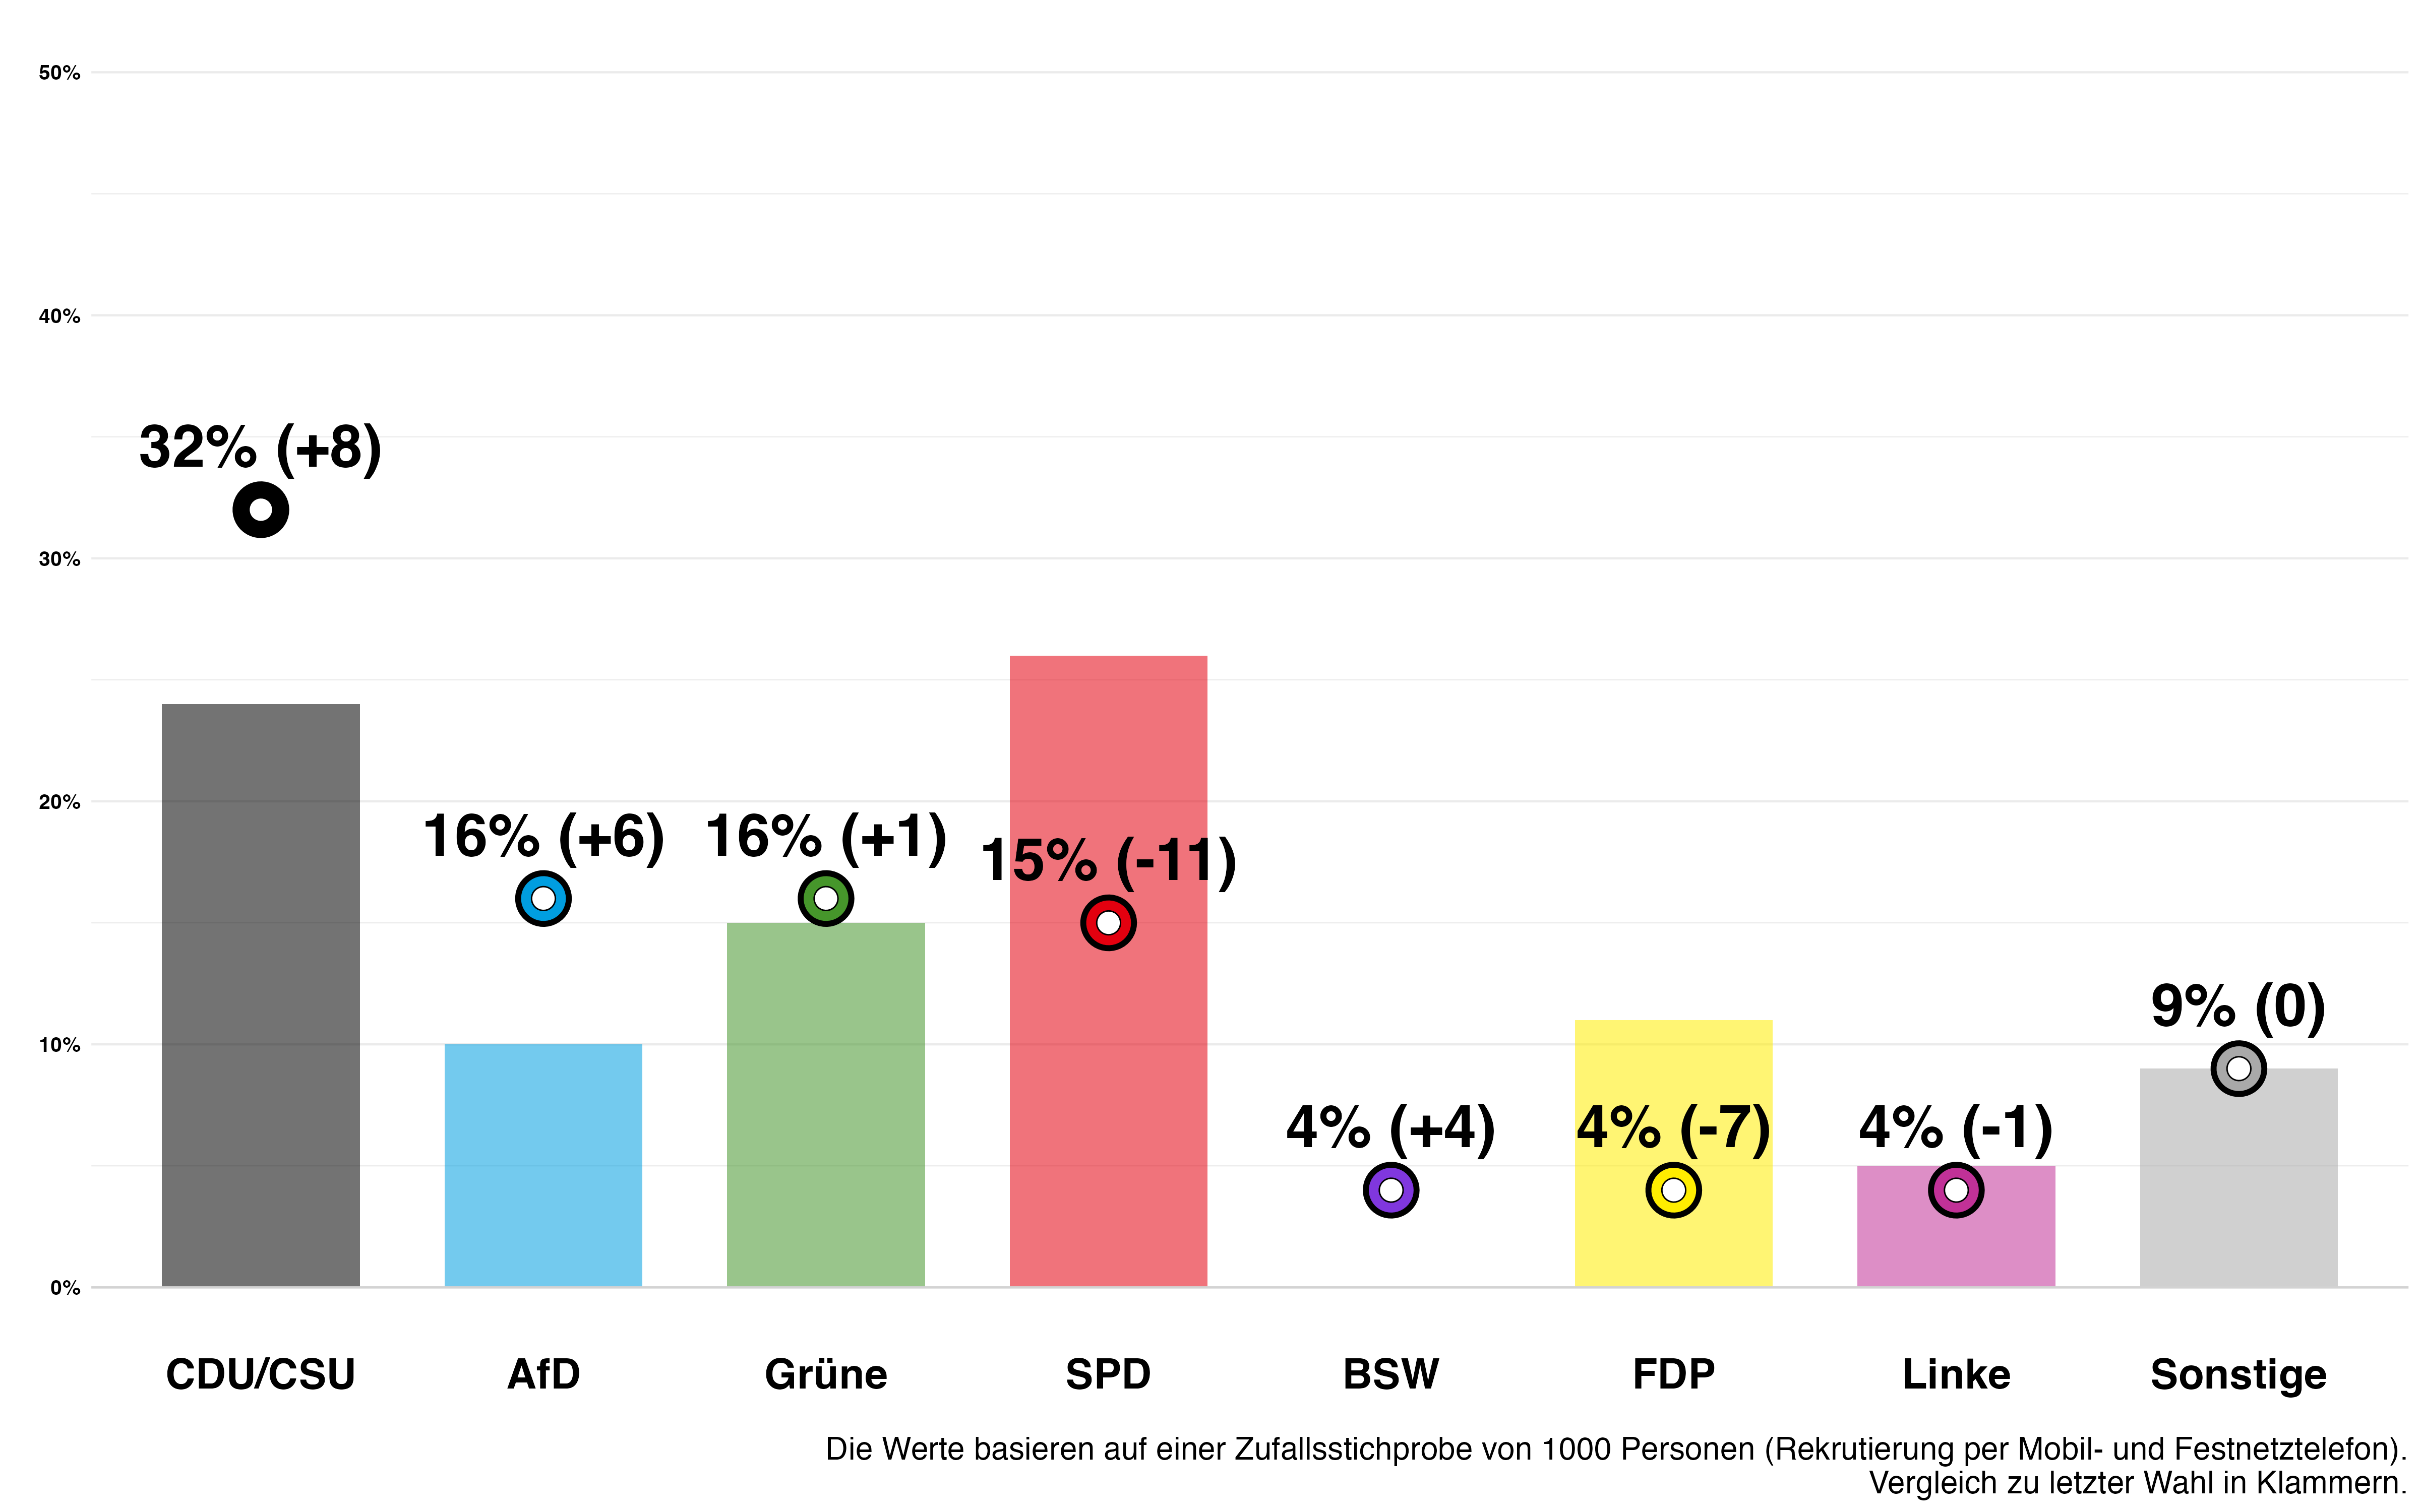 50%
40%
32% (+8)
30%
20%
16% (+6) 16% (+1) 15% (-11)
10%
9% (0)
4% (+4) 4% (-7) 4% (-1)
0%
CDU/CSU AfD Grüne SPD BSW FDP Linke Sonstige
Die Werte basieren auf einer Zufallsstichprobe von 1000 Personen (Rekrutierung per Mobil- und Festnetztelefon).
Vergleich zu letzter Wahl in Klammern.